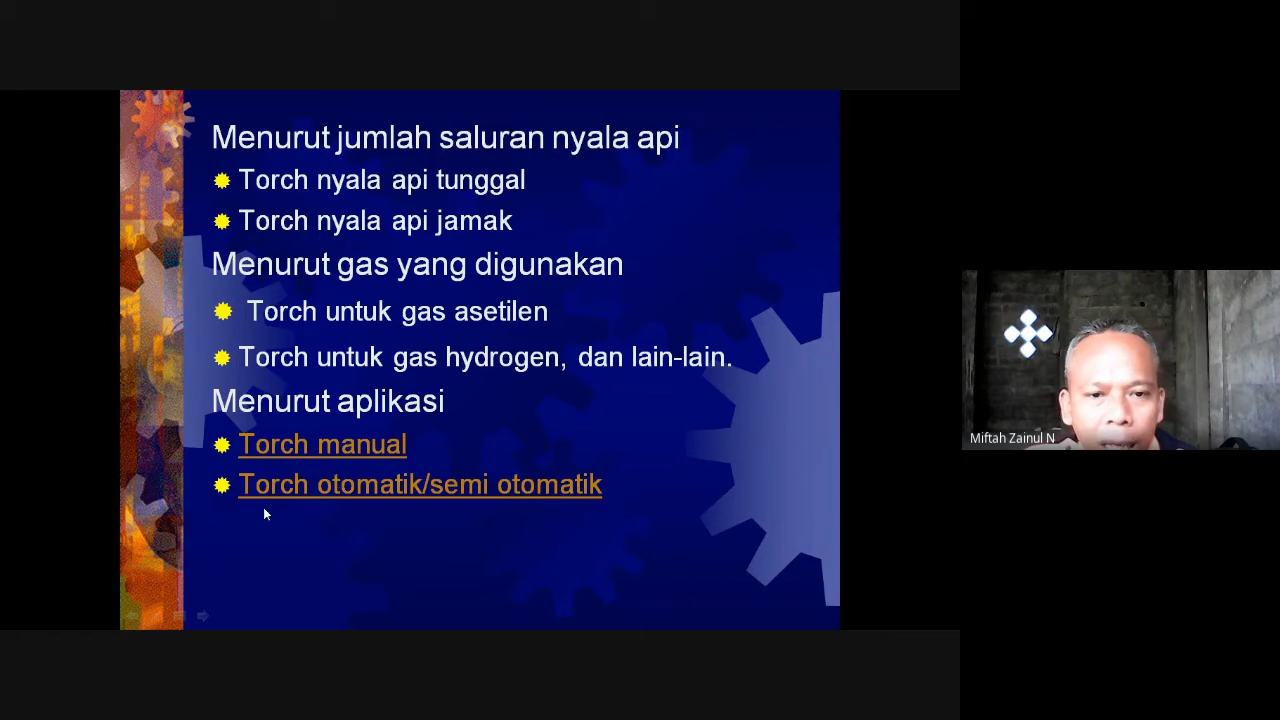 Menurut jumlah saluran nyala api
Torch nyala api tunggal
Torch nyala api jamak
Menurut gas yang digunakan
Torch untuk gas asetilen
Torch untuk gas hydrogen, dan lain-lain.
Menurut aplikasi
Torch manual
Torch otomatik/semi otomatik
Miftah Zainul N